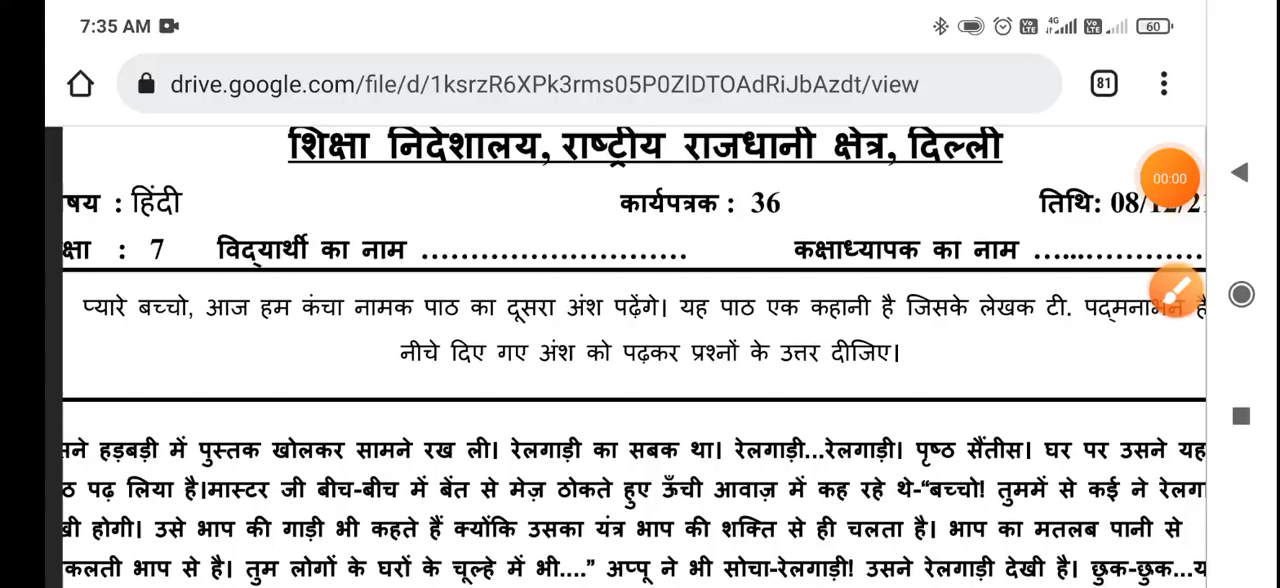 7:35 AM
4G
60
drive.google.com/file/d/1ksrzR6XPk3rms05P0ZlDTOAdRiJbAzdt/view
81
शिक्षा निदेशालय, राष्ट्रीय राजधानी क्षेत्र, दिल्ली
षय : हिंदी कार्यपत्रक : 36 तिथि: 08/12/21
00:00
क्षा : 7 विद्यार्थी का नाम .......................... कक्षाध्यापक का नाम ................
प्यारे बच्चो, आज हम कंचा नामक पाठ का दूसरा अंश पढ़ेंगे। यह पाठ एक कहानी है जिसके लेखक टी. पद्मनाभन है
नीचे दिए गए अंश को पढ़कर प्रश्नों के उत्तर दीजिए।
सने हड़बड़ी में पुस्तक खोलकर सामने रख ली। रेलगाड़ी का सबक था। रेलगाड़ी...रेलगाड़ी। पृष्ठ सैंतीस। घर पर उसने यह
ठ पढ़ लिया है।मास्टर जी बीच-बीच में बेंत से मेज़ ठोकते हुए ऊँची आवाज़ में कह रहे थे-“बच्चो! तुममें से कई ने रेलगा
खी होगी। उसे भाप की गाड़ी भी कहते हैं क्योंकि उसका यंत्र भाप की शक्ति से ही चलता है। भाप का मतलब पानी से
कलती भाप से है। तुम लोगों के घरों के चूल्हे में भी....” अप्पू ने भी सोचा-रेलगाड़ी! उसने रेलगाड़ी देखी है। छुक-छुक...य